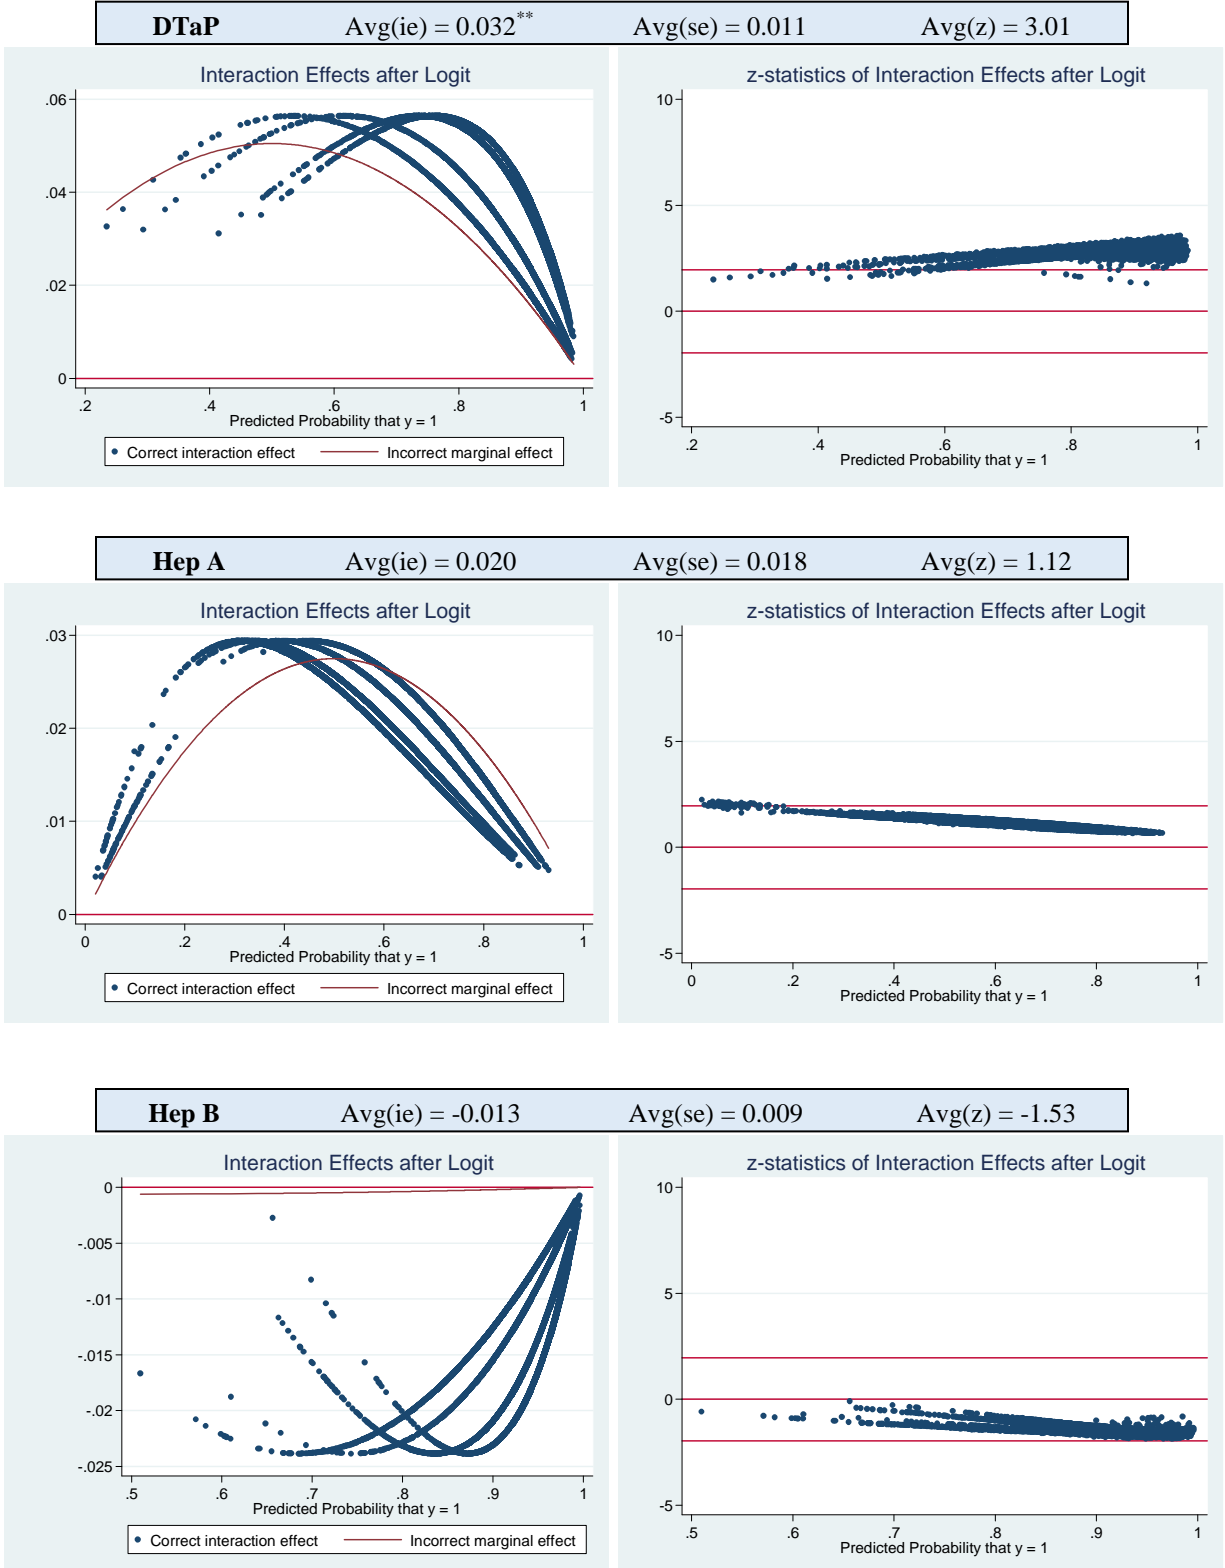 DTaP Avg(ie) = 0.032** Avg(se) = 0.011 Avg(z) = 3.01
Interaction Effects after Logit
.06
.04
.02
0
.2 .4 .6 .8 1
Predicted Probability that y = 1
Correct interaction effect Incorrect marginal effect
z-statistics of Interaction Effects after Logit
10
5
0
-5
.2 .4 .6 .8 1
Predicted Probability that y = 1
Hep A Avg(ie) = 0.020 Avg(se) = 0.018 Avg(z) = 1.12
Interaction Effects after Logit
.03
.02
.01
0
0 .2 .4 .6 .8 1
Predicted Probability that y = 1
Correct interaction effect Incorrect marginal effect
z-statistics of Interaction Effects after Logit
10
5
0
-5
0 .2 .4 .6 .8 1
Predicted Probability that y = 1
Hep B Avg(ie) = -0.013 Avg(se) = 0.009 Avg(z) = -1.53
Interaction Effects after Logit
0
-.005
-.01
-.015
-.02
-.025
.5 .6 .7 .8 .9 1
Predicted Probability that y = 1
Correct interaction effect Incorrect marginal effect
z-statistics of Interaction Effects after Logit
10
5
0
-5
.5 .6 .7 .8 .9 1
Predicted Probability that y = 1